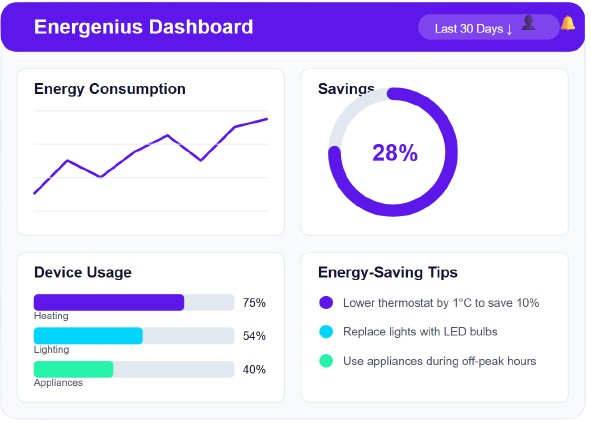 Energenius Dashboard
Last 30 Days ↓
Energy Consumption
Savings
28%
Device Usage
75%
Heating
54%
Lighting
40%
Appliances
Energy-Saving Tips
Lower thermostat by 1°C to save 10%
Replace lights with LED bulbs
Use appliances during off-peak hours